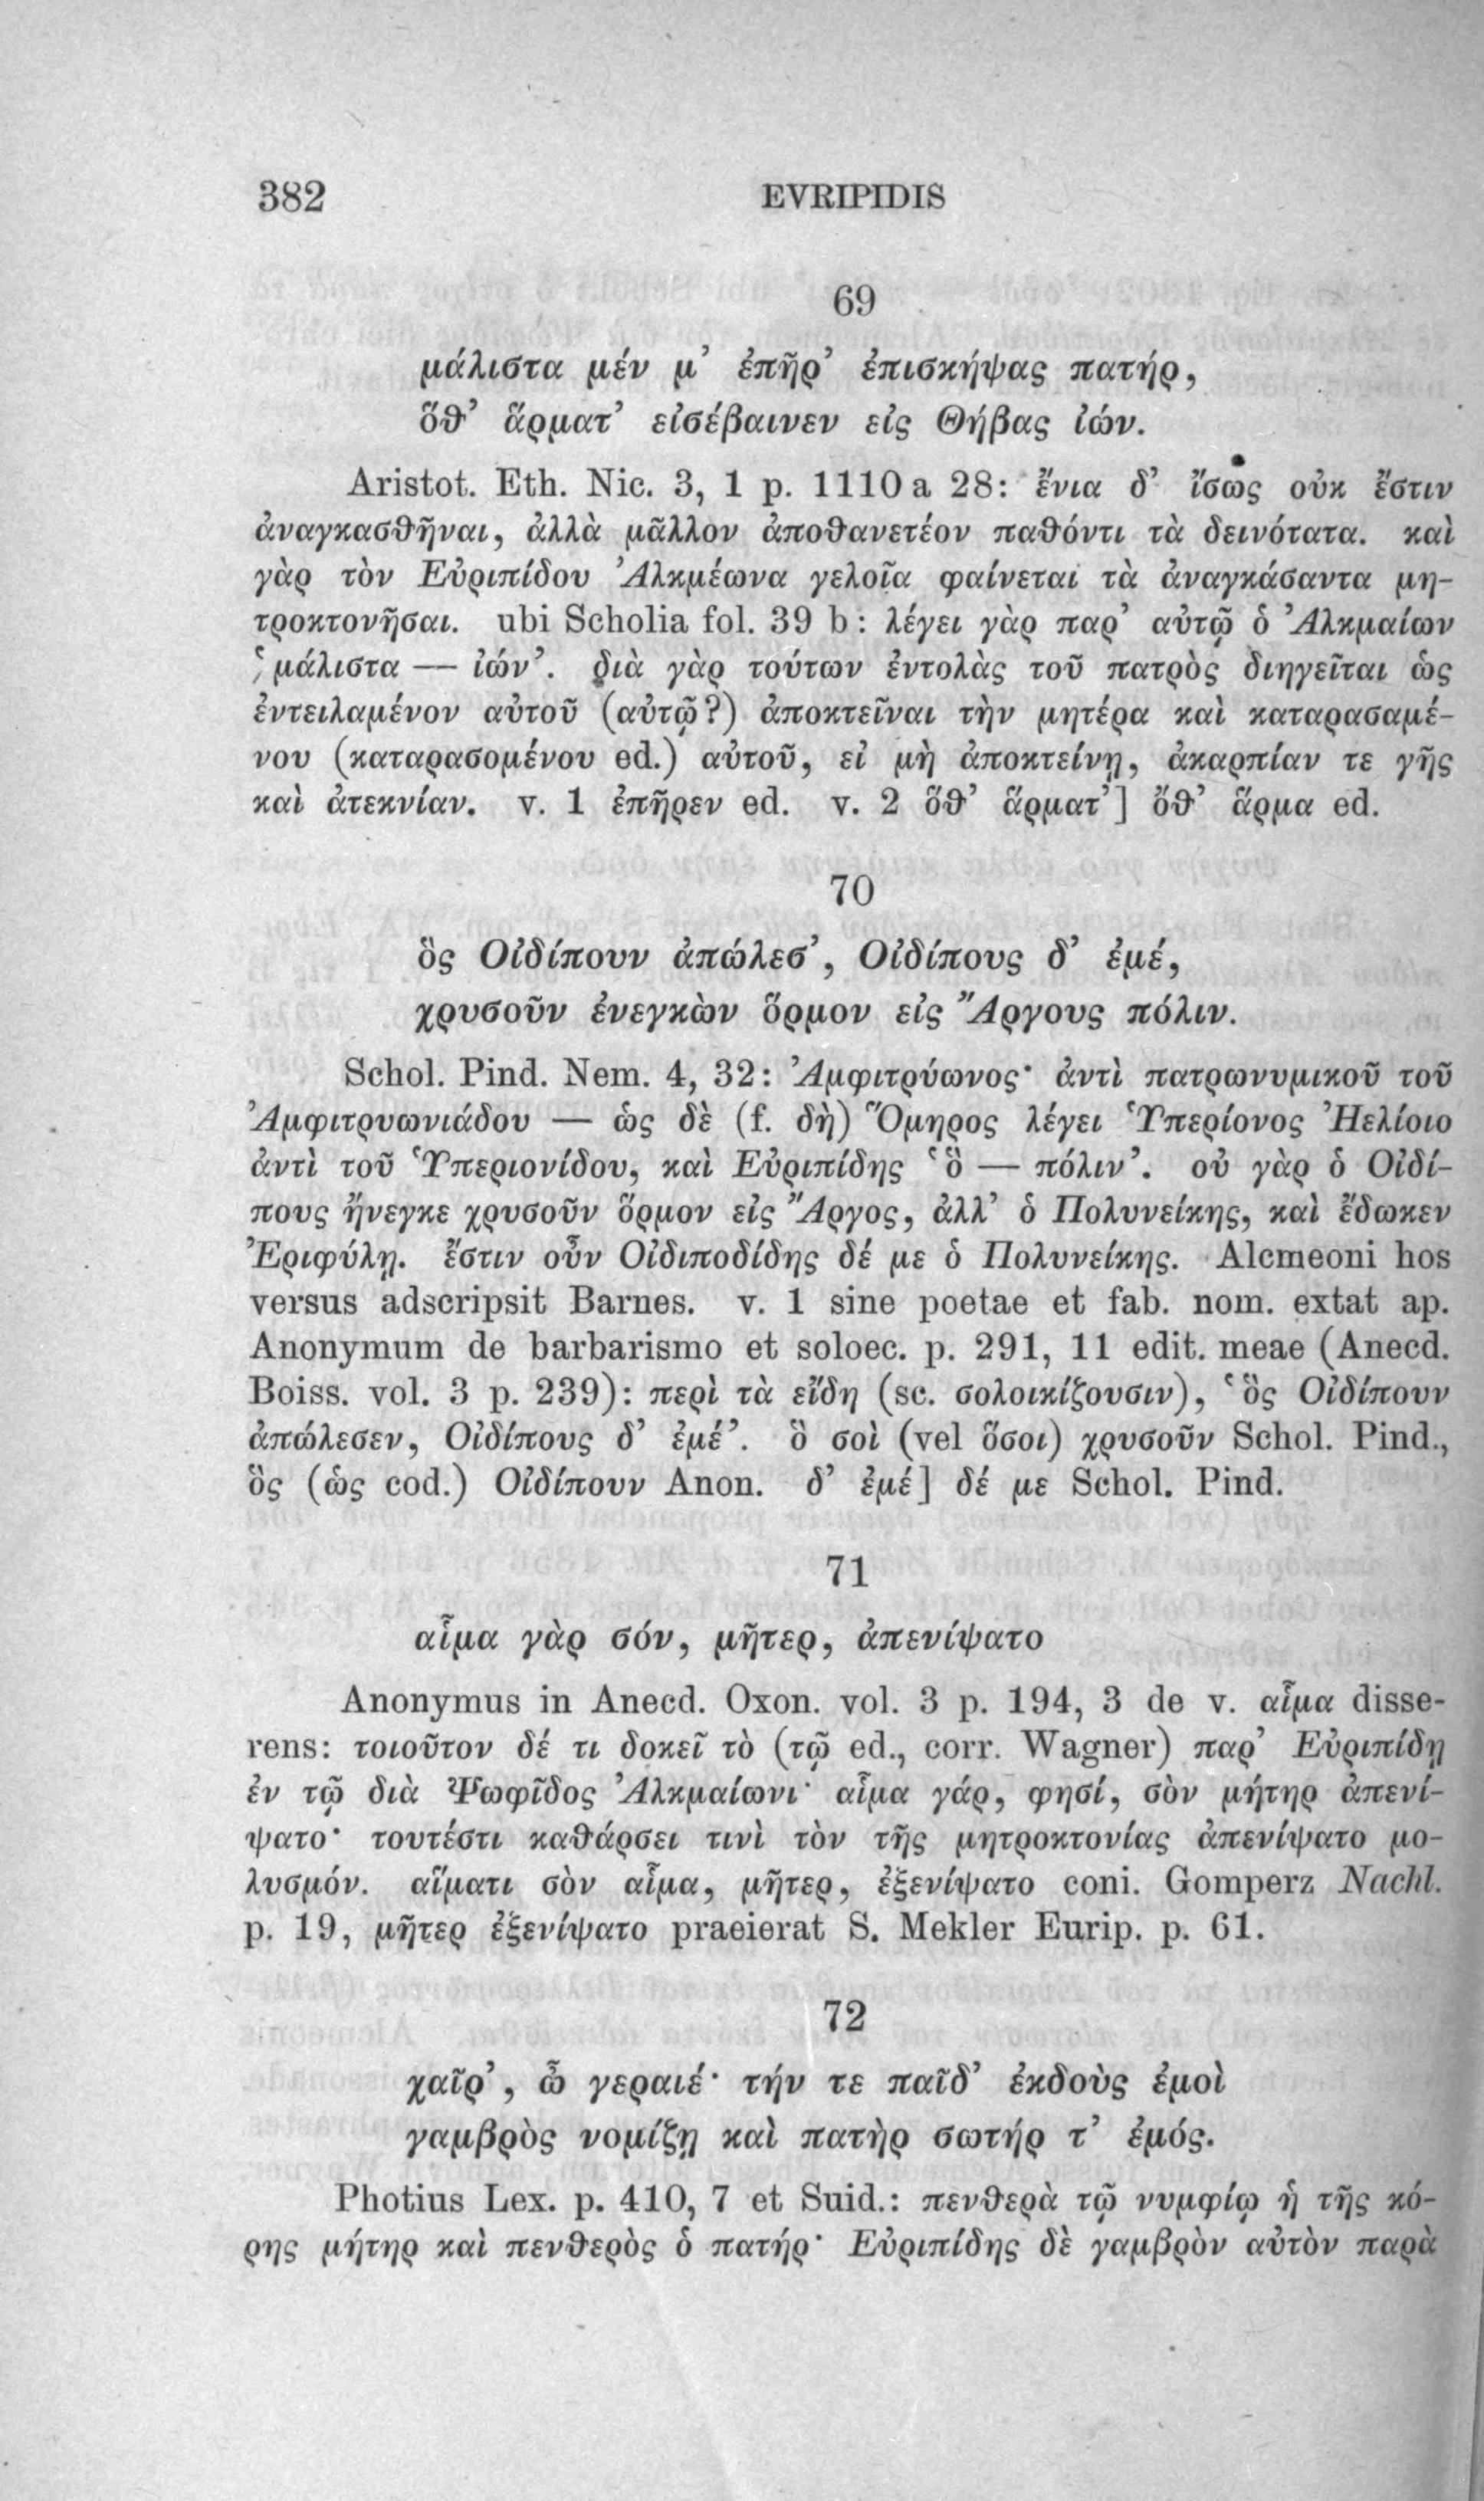 382 EVRIPIDIS
69
μάλιστα μέν μ’ ἐπῆρ’ ἐπισκήψας πατήρ,
ὅθ’ ἅρματ’ εἰσέβαινεν εἰς Θήβας ἰών.
Aristot. Eth. Nic. 3, 1 p. 1110 a 28: ἔνια δ’ ἴσως οὐκ ἔστιν
ἀναγκασθῆναι, ἀλλὰ μᾶλλον ἀποθανετέον παθόντι τὰ δεινότατα. καὶ
γὰρ τὸν Εὐριπίδου Ἀλκμέωνα γελοῖα φαίνεται τὰ ἀναγκάσαντα μη-
τροκτονῆσαι. ubi Scholia fol. 39 b: λέγει γὰρ παρ’ αὐτῷ ὁ Ἀλκμαίων
‘μάλιστα — ἰών’. διὰ γὰρ τούτων ἐντολὰς τοῦ πατρὸς διηγεῖται ὡς
ἐντειλαμένον αὐτοῦ (αὐτῷ?) ἀποκτεῖναι τὴν μητέρα καὶ καταρασαμέ-
νου (καταρασομένου ed.) αὐτοῦ, εἰ μὴ ἀποκτείνῃ, ἀκαρπίαν τε γῆς
καὶ ἀτεκνίαν. v. 1 ἐπῆρεν ed. v. 2 ὅθ’ ἅρματ’] ὅθ’ ἅρμα ed.
70
ὃς Οἰδίπουν ἀπώλεσ’, Οἰδίπους δ’ ἐμέ,
χρυσοῦν ἐνεγκὼν ὅρμον εἰς Ἄργους πόλιν.
Schol. Pind. Nem. 4, 32: Ἀμφιτρύωνος· ἀντὶ πατρωνυμικοῦ τοῦ
Ἀμφιτρυωνιάδου — ὡς δὲ (f. δὴ) Ὅμηρος λέγει Ὑπερίονος Ἠελίοιο
ἀντὶ τοῦ Ὑπεριονίδου, καὶ Εὐριπίδης ‘ὃ — πόλιν’. οὐ γὰρ ὁ Οἰδί-
πους ἤνεγκε χρυσοῦν ὅρμον εἰς Ἄργος, ἀλλ’ ὁ Πολυνείκης, καὶ ἔδωκεν
Ἐριφύλῃ. ἔστιν οὖν Οἰδιποδίδης δέ με ὁ Πολυνείκης. Alcmeoni hos
versus adscripsit Barnes. v. 1 sine poetae et fab. nom. extat ap.
Anonymum de barbarismo et soloec. p. 291, 11 edit. meae (Anecd.
Boiss. vol. 3 p. 239): περὶ τὰ εἴδη (sc. σολοικίζουσιν), ‘ὃς Οἰδίπουν
ἀπώλεσεν, Οἰδίπους δ’ ἐμέ’. ὃ σοὶ (vel ὅσοι) χρυσοῦν Schol. Pind.,
ὃς (ὡς cod.) Οἰδίπουν Anon. δ’ ἐμέ] δέ με Schol. Pind.
71
αἷμα γὰρ σόν, μῆτερ, ἀπενίψατο
Anonymus in Anecd. Oxon. vol. 3 p. 194, 3 de v. αἷμα disse-
rens: τοιοῦτον δέ τι δοκεῖ τὸ (τῷ ed., corr. Wagner) παρ’ Εὐριπίδῃ
ἐν τῷ διὰ Ψωφῖδος Ἀλκμαίωνι· αἷμα γάρ, φησί, σὸν μήτηρ ἀπενί-
ψατο· τουτέστι καθάρσει τινὶ τὸν τῆς μητροκτονίας ἀπενίψατο μο-
λυσμόν. αἵματι σὸν αἷμα, μῆτερ, ἐξενίψατο coni. Gomperz Nachl.
p. 19, μῆτερ ἐξενίψατο praeierat S. Mekler Eurip. p. 61.
72
χαῖρ’, ὦ γεραιέ· τήν τε παῖδ’ ἐκδοὺς ἐμοὶ
γαμβρὸς νομίζῃ καὶ πατὴρ σωτήρ τ’ ἐμός.
Photius Lex. p. 410, 7 et Suid.: πενθερὰ τῷ νυμφίῳ ἡ τῆς κό-
ρης μήτηρ καὶ πενθερὸς ὁ πατήρ· Εὐριπίδης δὲ γαμβρὸν αὐτὸν παρὰ